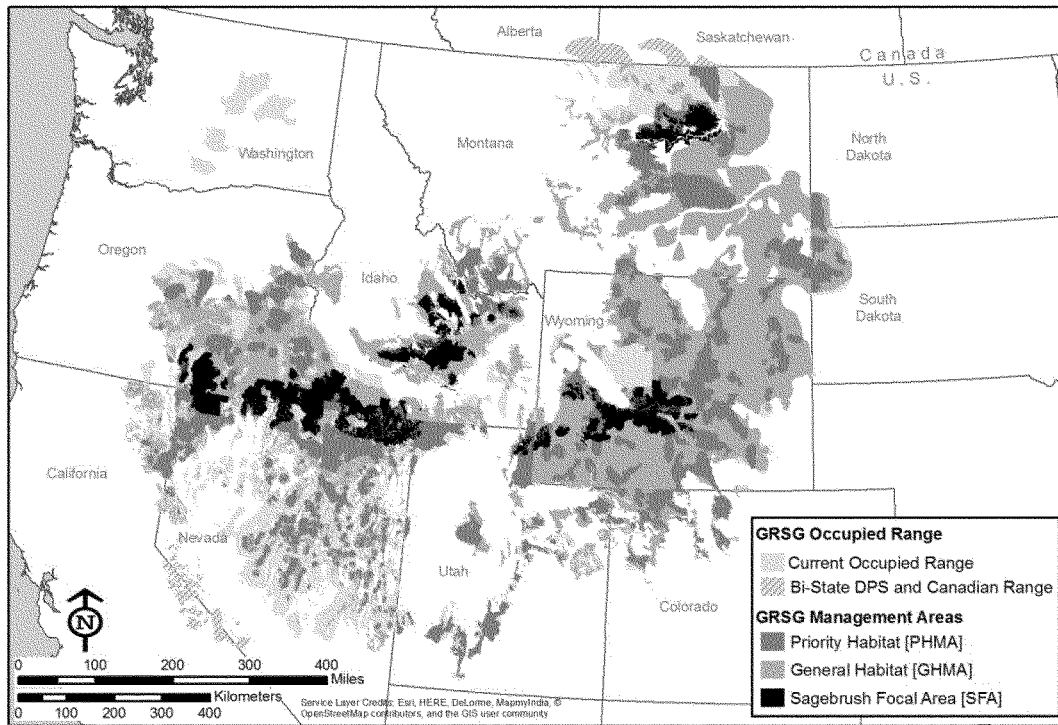 Alberta
Saskatchewan
Canada
U.S.
Washington
Montana
North
Dakota
Oregon
Idaho
Wyoming
South
Dakota
California
Nevada
Utah
Colorado
GRSG Occupied Range
Current Occupied Range
Bi-State DPS and Canadian Range
GRSG Management Areas
Priority Habitat [PHMA]
General Habitat [GHMA]
Sagebrush Focal Area [SFA]
N
0 100 200 300 400
Miles
Kilometers
0 100 200 300 400
Service Layer Credits: Esri, HERE, DeLorme, MapmyIndia, ©
OpenStreetMap contributors, and the GIS user community